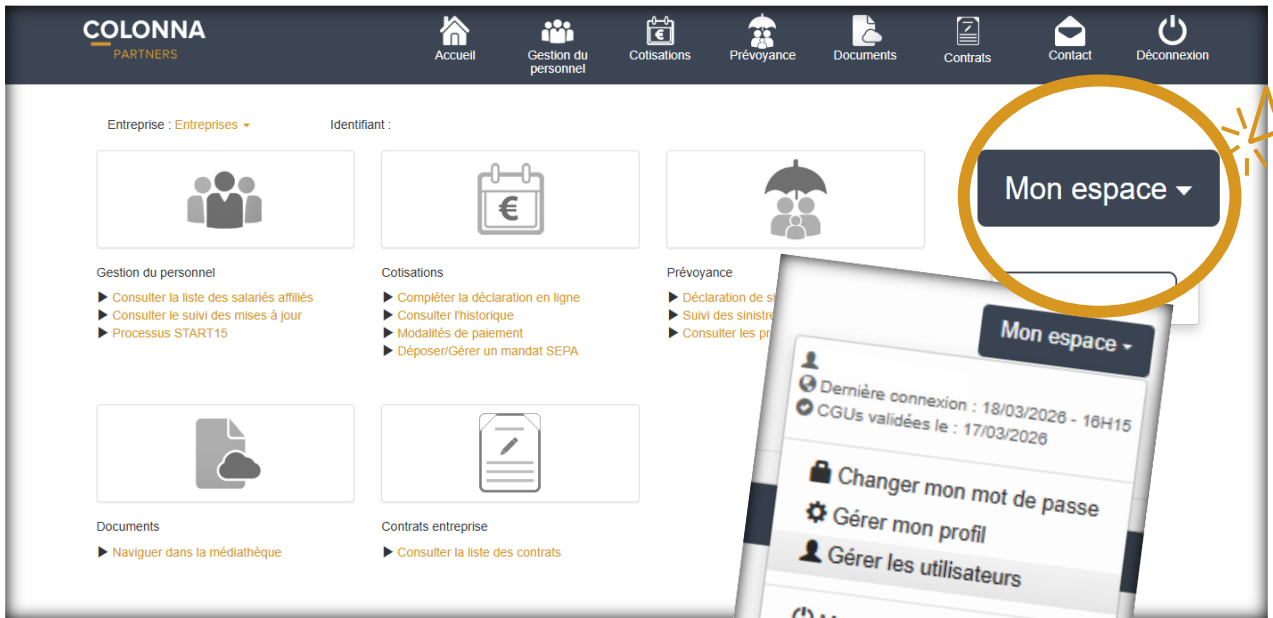 COLONNA
PARTNERS
Accueil
Gestion du
personnel
Cotisations
Prévoyance
Documents
Contrats
Contact
Déconnexion
Entreprise : Entreprises
Identifiant :
Mon espace
Gestion du personnel
Consulter la liste des salariés affiliés
Consulter le suivi des mises à jour
Processus START15
Cotisations
€
Compléter la déclaration en ligne
Consulter l'historique
Modalités de paiement
Déposer/Gérer un mandat SEPA
Prévoyance
Déclaration de
Suivi des
Consulter les
Documents
Naviguer dans la médiathèque
Contrats entreprise
Consulter la liste des contrats
Mon espace
Dernière connexion : 18/03/2026 - 16H15
CGUs validées le : 17/03/2026
Changer mon mot de passe
Gérer mon profil
Gérer les utilisateurs